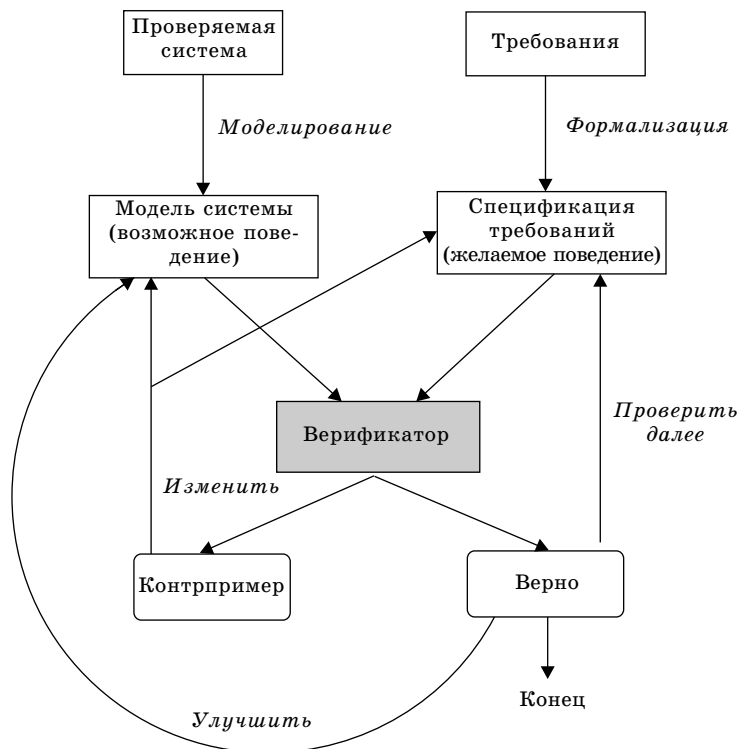 Проверяемая
система
Требования
Моделирование
Формализация
Модель системы
(возможное пове-
дение)
Спецификация
требований
(желаемое поведение)
Верификатор
Проверить
далее
Изменить
Контрпример
Верно
Конец
Улучшить